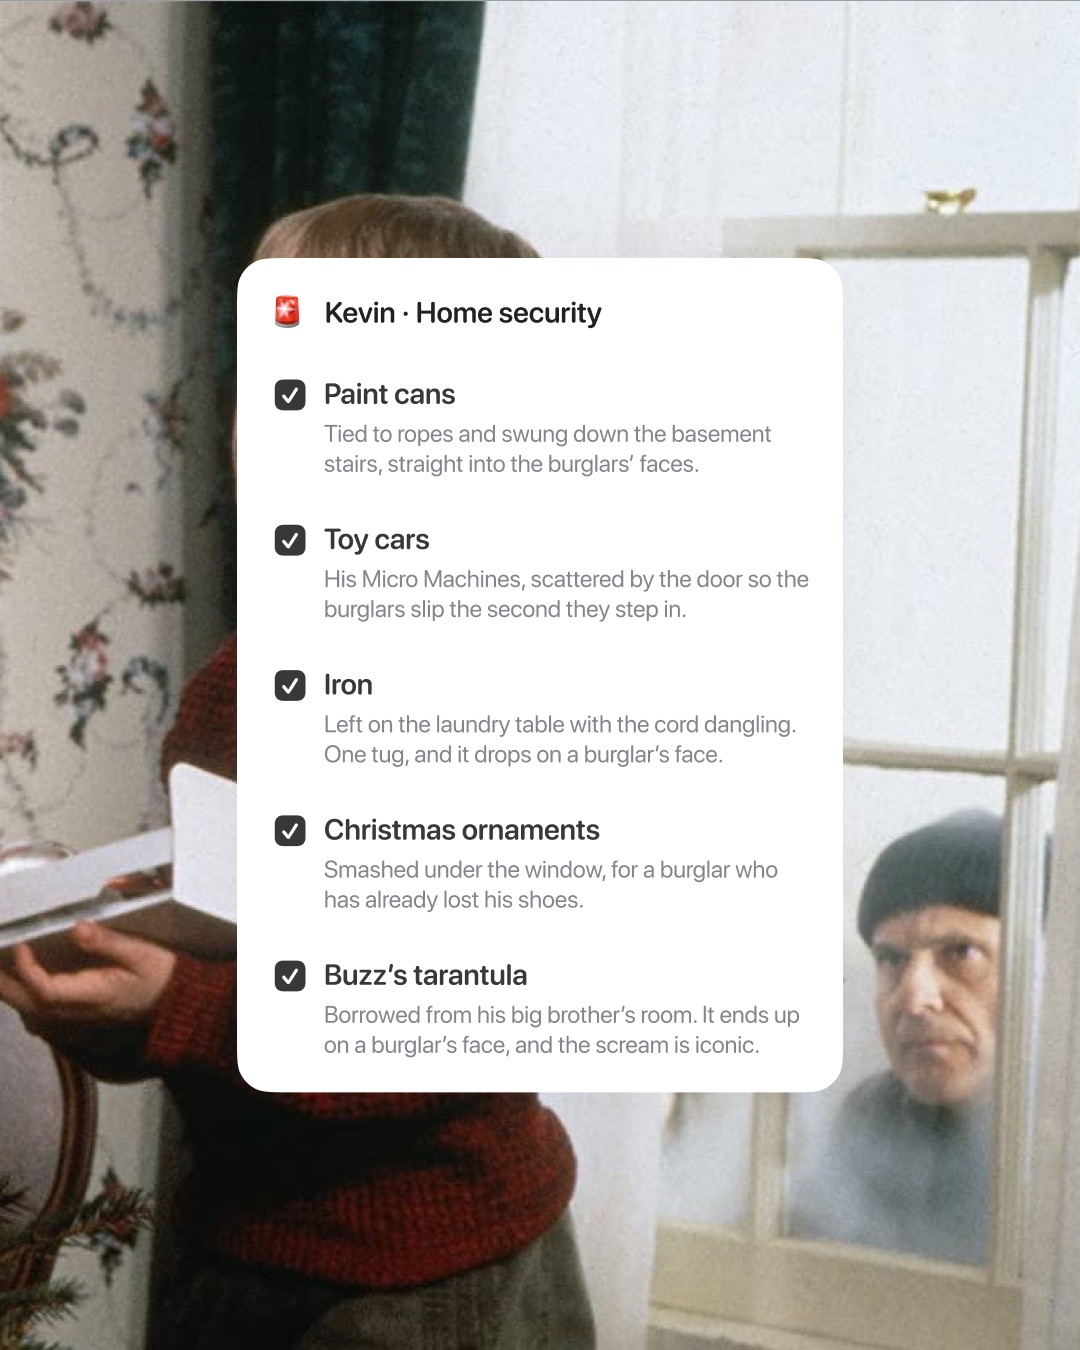 Kevin · Home security
Paint cans
Tied to ropes and swung down the basement
stairs, straight into the burglars’ faces.
Toy cars
His Micro Machines, scattered by the door so the
burglars slip the second they step in.
Iron
Left on the laundry table with the cord dangling.
One tug, and it drops on a burglar’s face.
Christmas ornaments
Smashed under the window, for a burglar who
has already lost his shoes.
Buzz’s tarantula
Borrowed from his big brother’s room. It ends up
on a burglar’s face, and the scream is iconic.